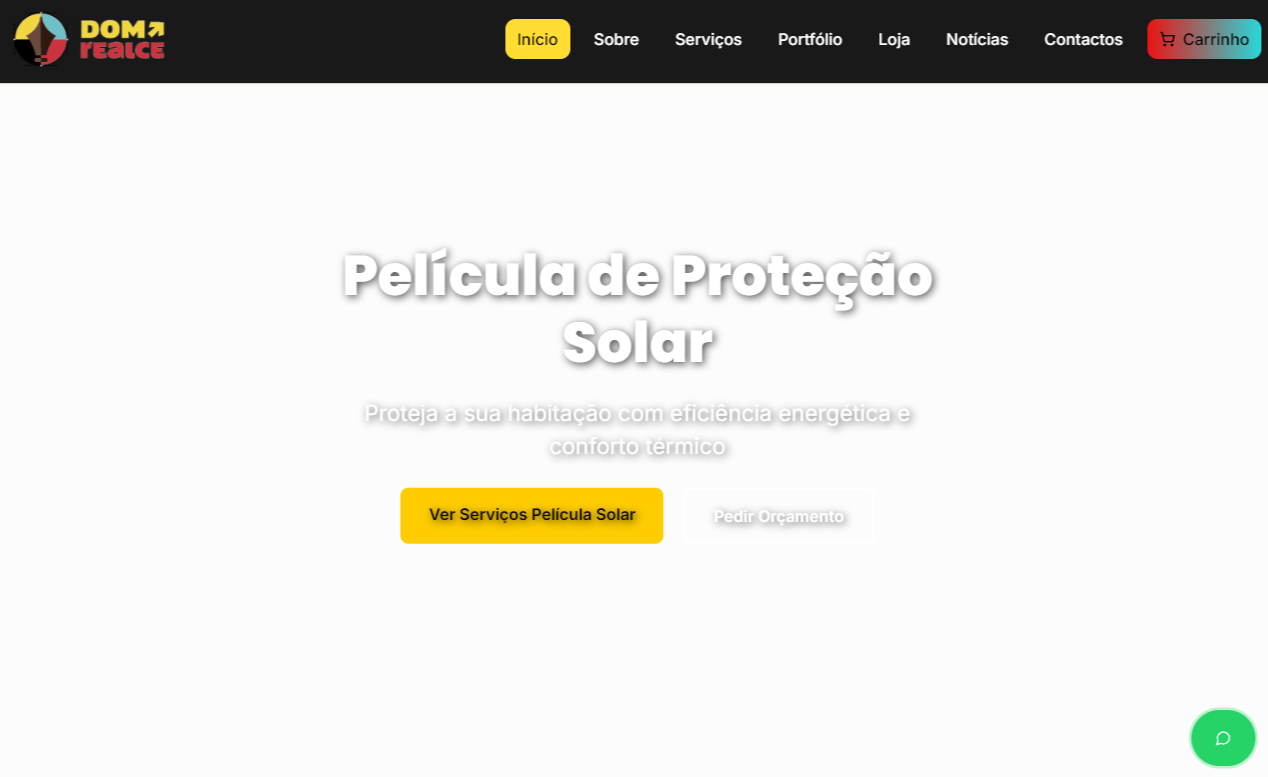 DOM
realce
Início
Sobre
Serviços
Portfólio
Loja
Notícias
Contactos
Carrinho
Película de Proteção
Solar
Proteja a sua habitação com eficiência energética e
conforto térmico
Ver Serviços Película Solar
Pedir Orçamento